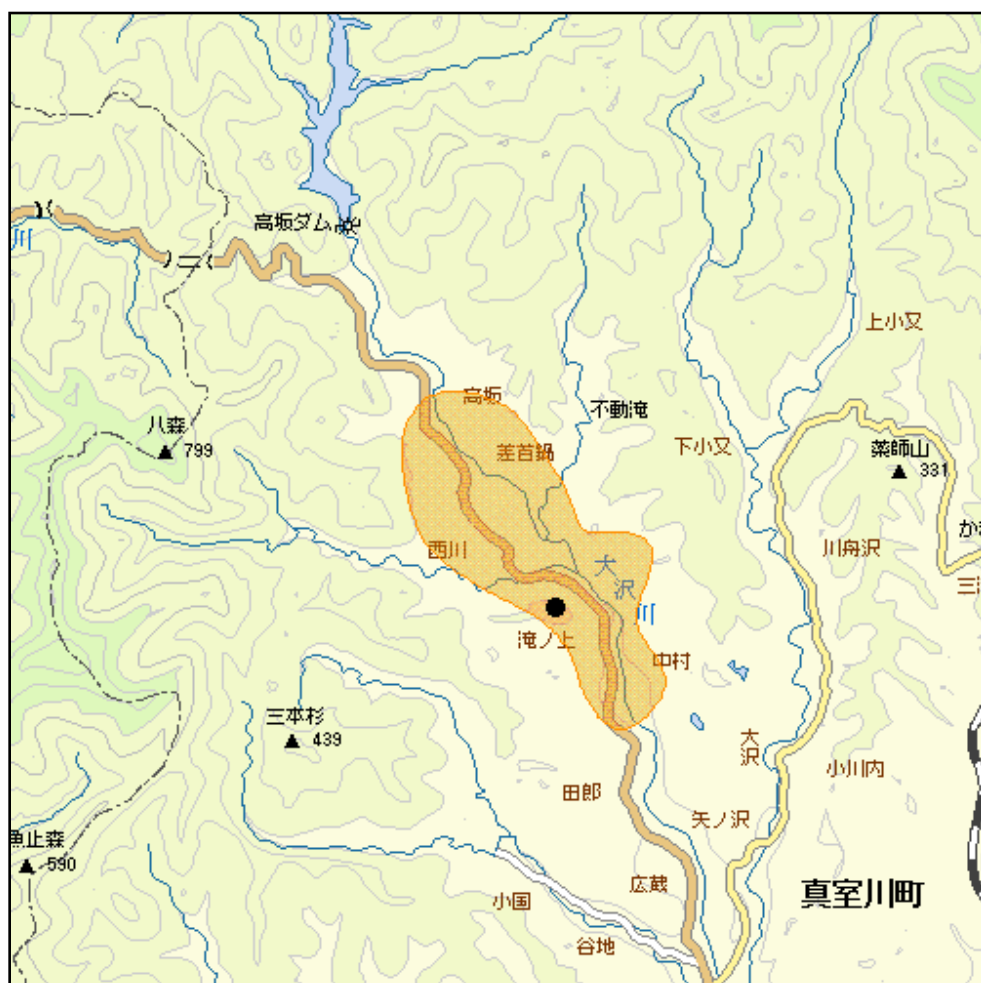 高坂ダム
川
上小又
高坂
不動滝
八森
799
差首鍋
下小又
薬師山
331
西川
大沢川
川舟沢
滝ノ上
中村
三本杉
439
大沢
小川内
田郎
矢ノ沢
魚止森
590
広蔵
真室川町
小国
谷地